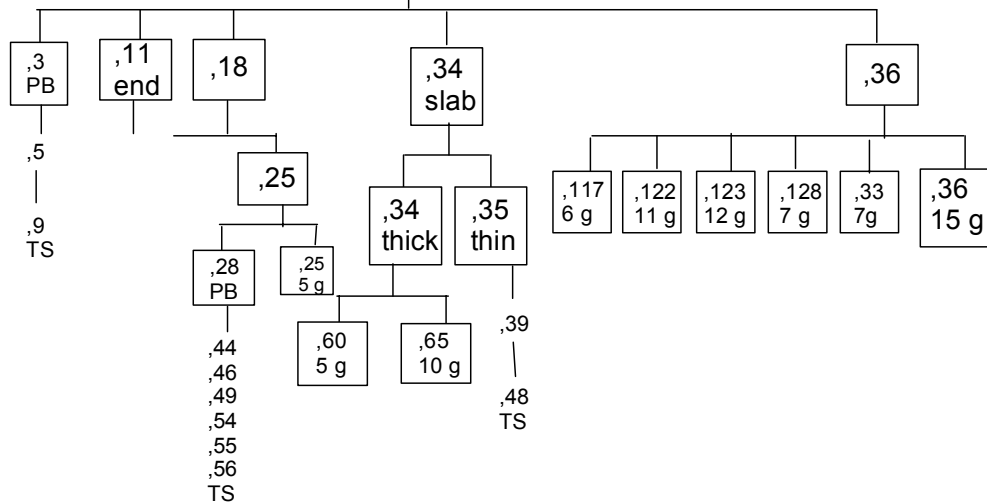 ,3
PB
,11
end
,18
,34
slab
,36
,5
,9
TS
,25
,28
PB
,25
5 g
,44
,46
,49
,54
,55
,56
TS
,34
thick
,35
thin
,60
5 g
,65
10 g
,39
,48
TS
,117
6 g
,122
11 g
,123
12 g
,128
7 g
,33
7g
,36
15 g